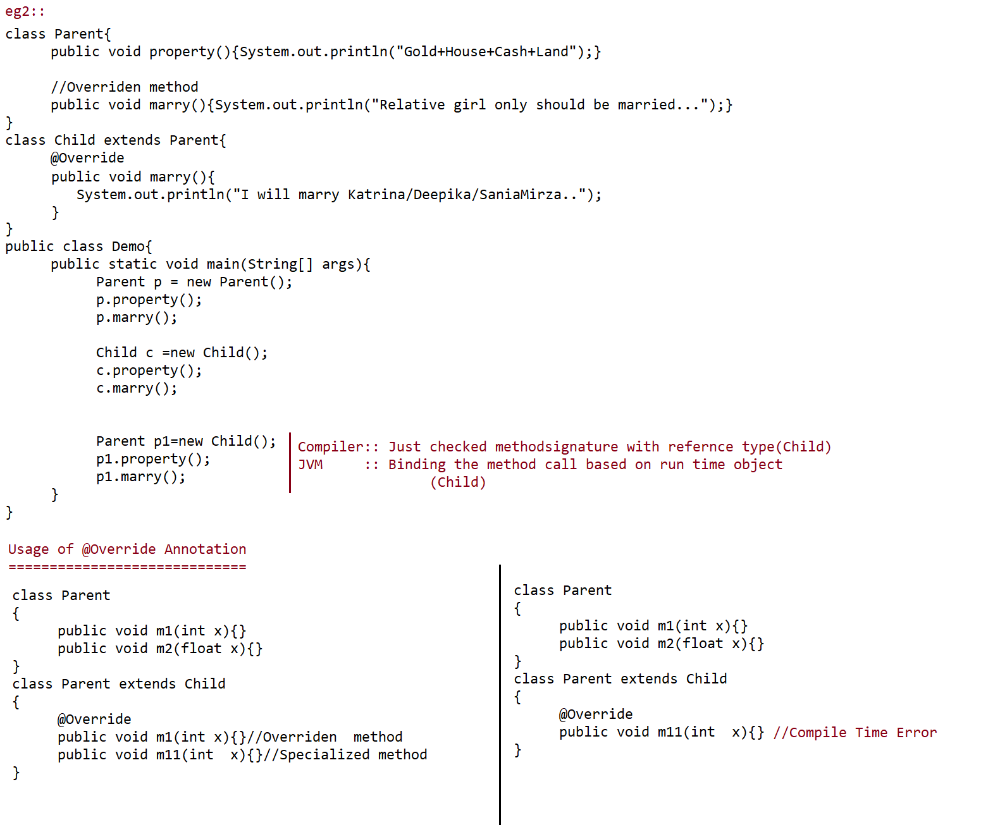 eg2::
class Parent{
public void property(){System.out.println("Gold+House+Cash+Land");}
//Overriden method
public void marry(){System.out.println("Relative girl only should be married...");}
}
class Child extends Parent{
@Override
public void marry(){
System.out.println("I will marry Katrina/Deepika/SaniaMirza..");
}
}
public class Demo{
public static void main(String[] args){
Parent p = new Parent();
p.property();
p.marry();
Child c =new Child();
c.property();
c.marry();
Parent p1=new Child();
p1.property();
p1.marry();
}
}
Compiler:: Just checked methodsignature with refernce type(Child)
JVM :: Binding the method call based on run time object
(Child)
Usage of @Override Annotation
=============================
class Parent
{
public void m1(int x){}
public void m2(float x){}
}
class Parent extends Child
{
@Override
public void m1(int x){}//Overriden method
public void m11(int x){}//Specialized method
}
class Parent
{
public void m1(int x){}
public void m2(float x){}
}
class Parent extends Child
{
@Override
public void m11(int x){} //Compile Time Error
}